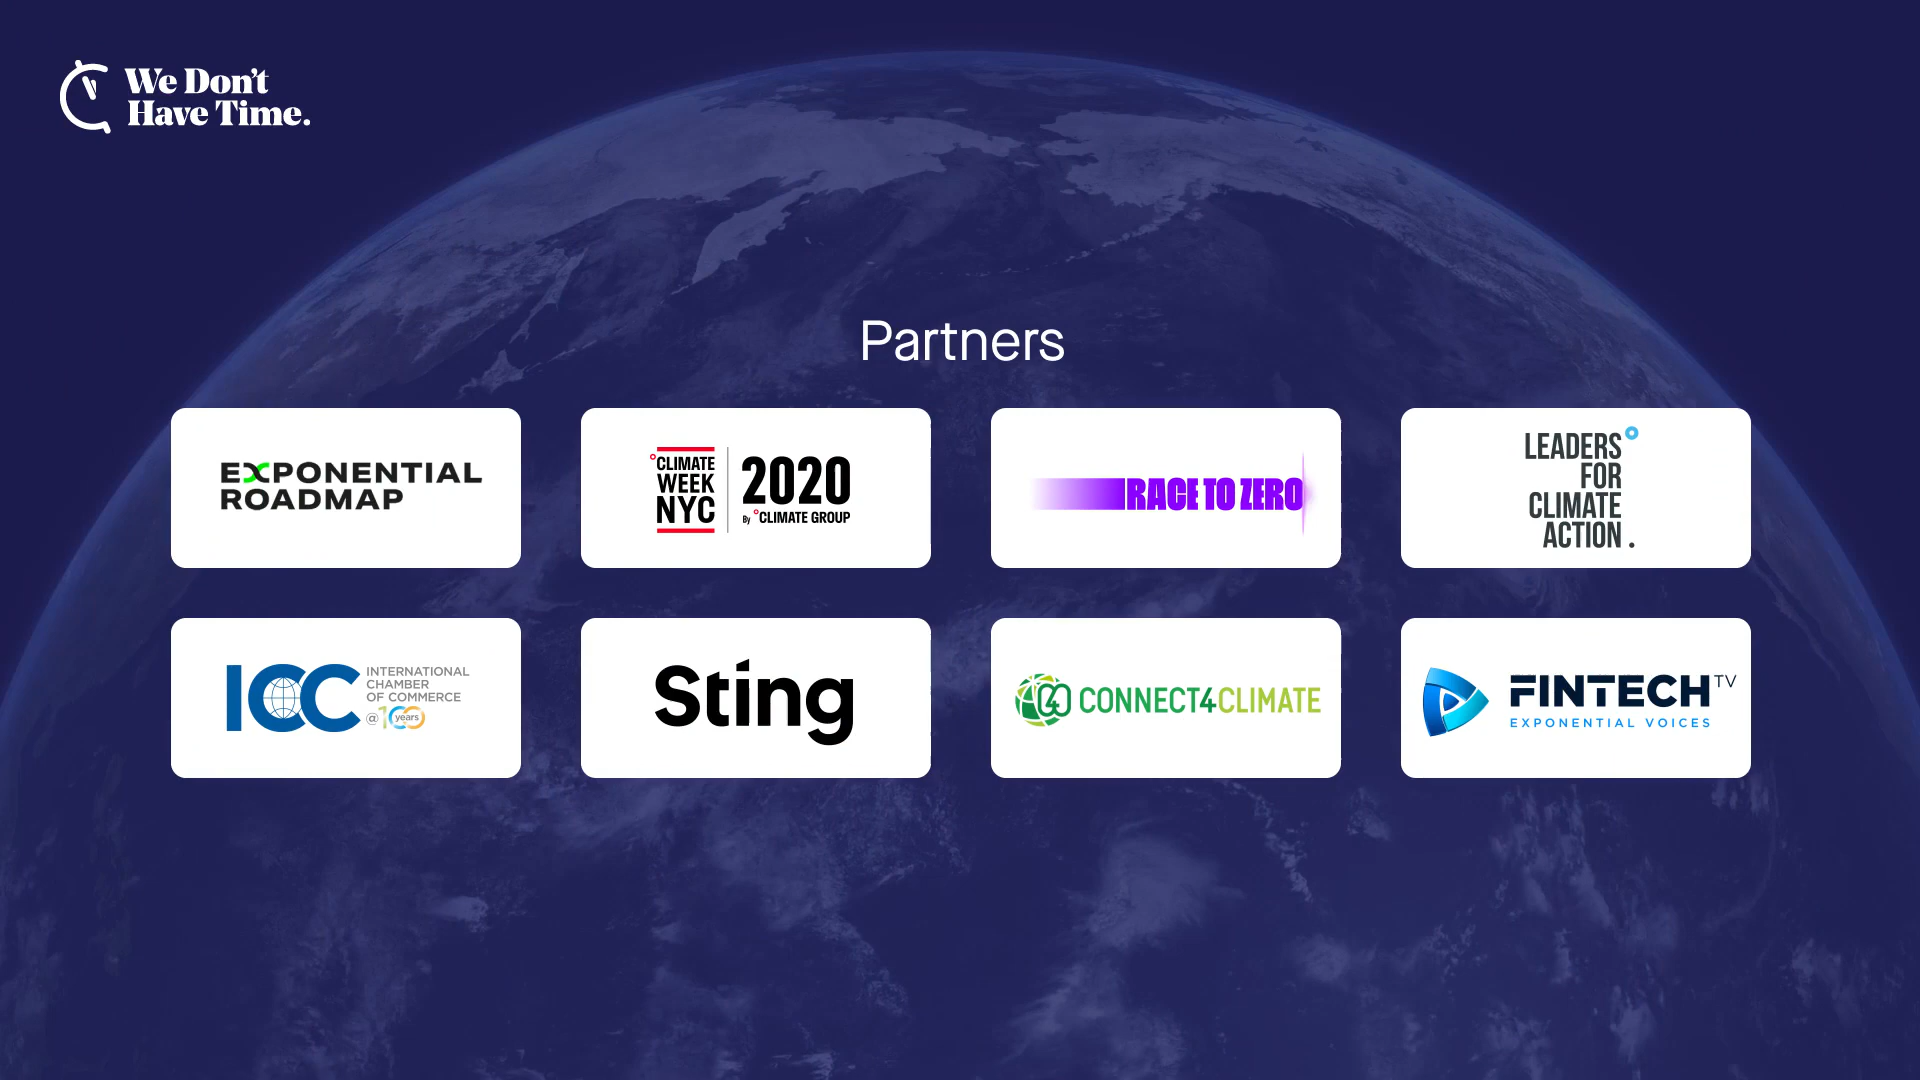 We Don't
Have Time.
Partners
EXPONENTIAL
ROADMAP
°CLIMATE
WEEK
NYC
2020
By °CLIMATE GROUP
RACE TO ZERO
LEADERS°
FOR
CLIMATE
ACTION.
ICC
INTERNATIONAL
CHAMBER
OF COMMERCE
@100 years
Sting
CONNECT4CLIMATE
FINTECH TV
EXPONENTIAL VOICES